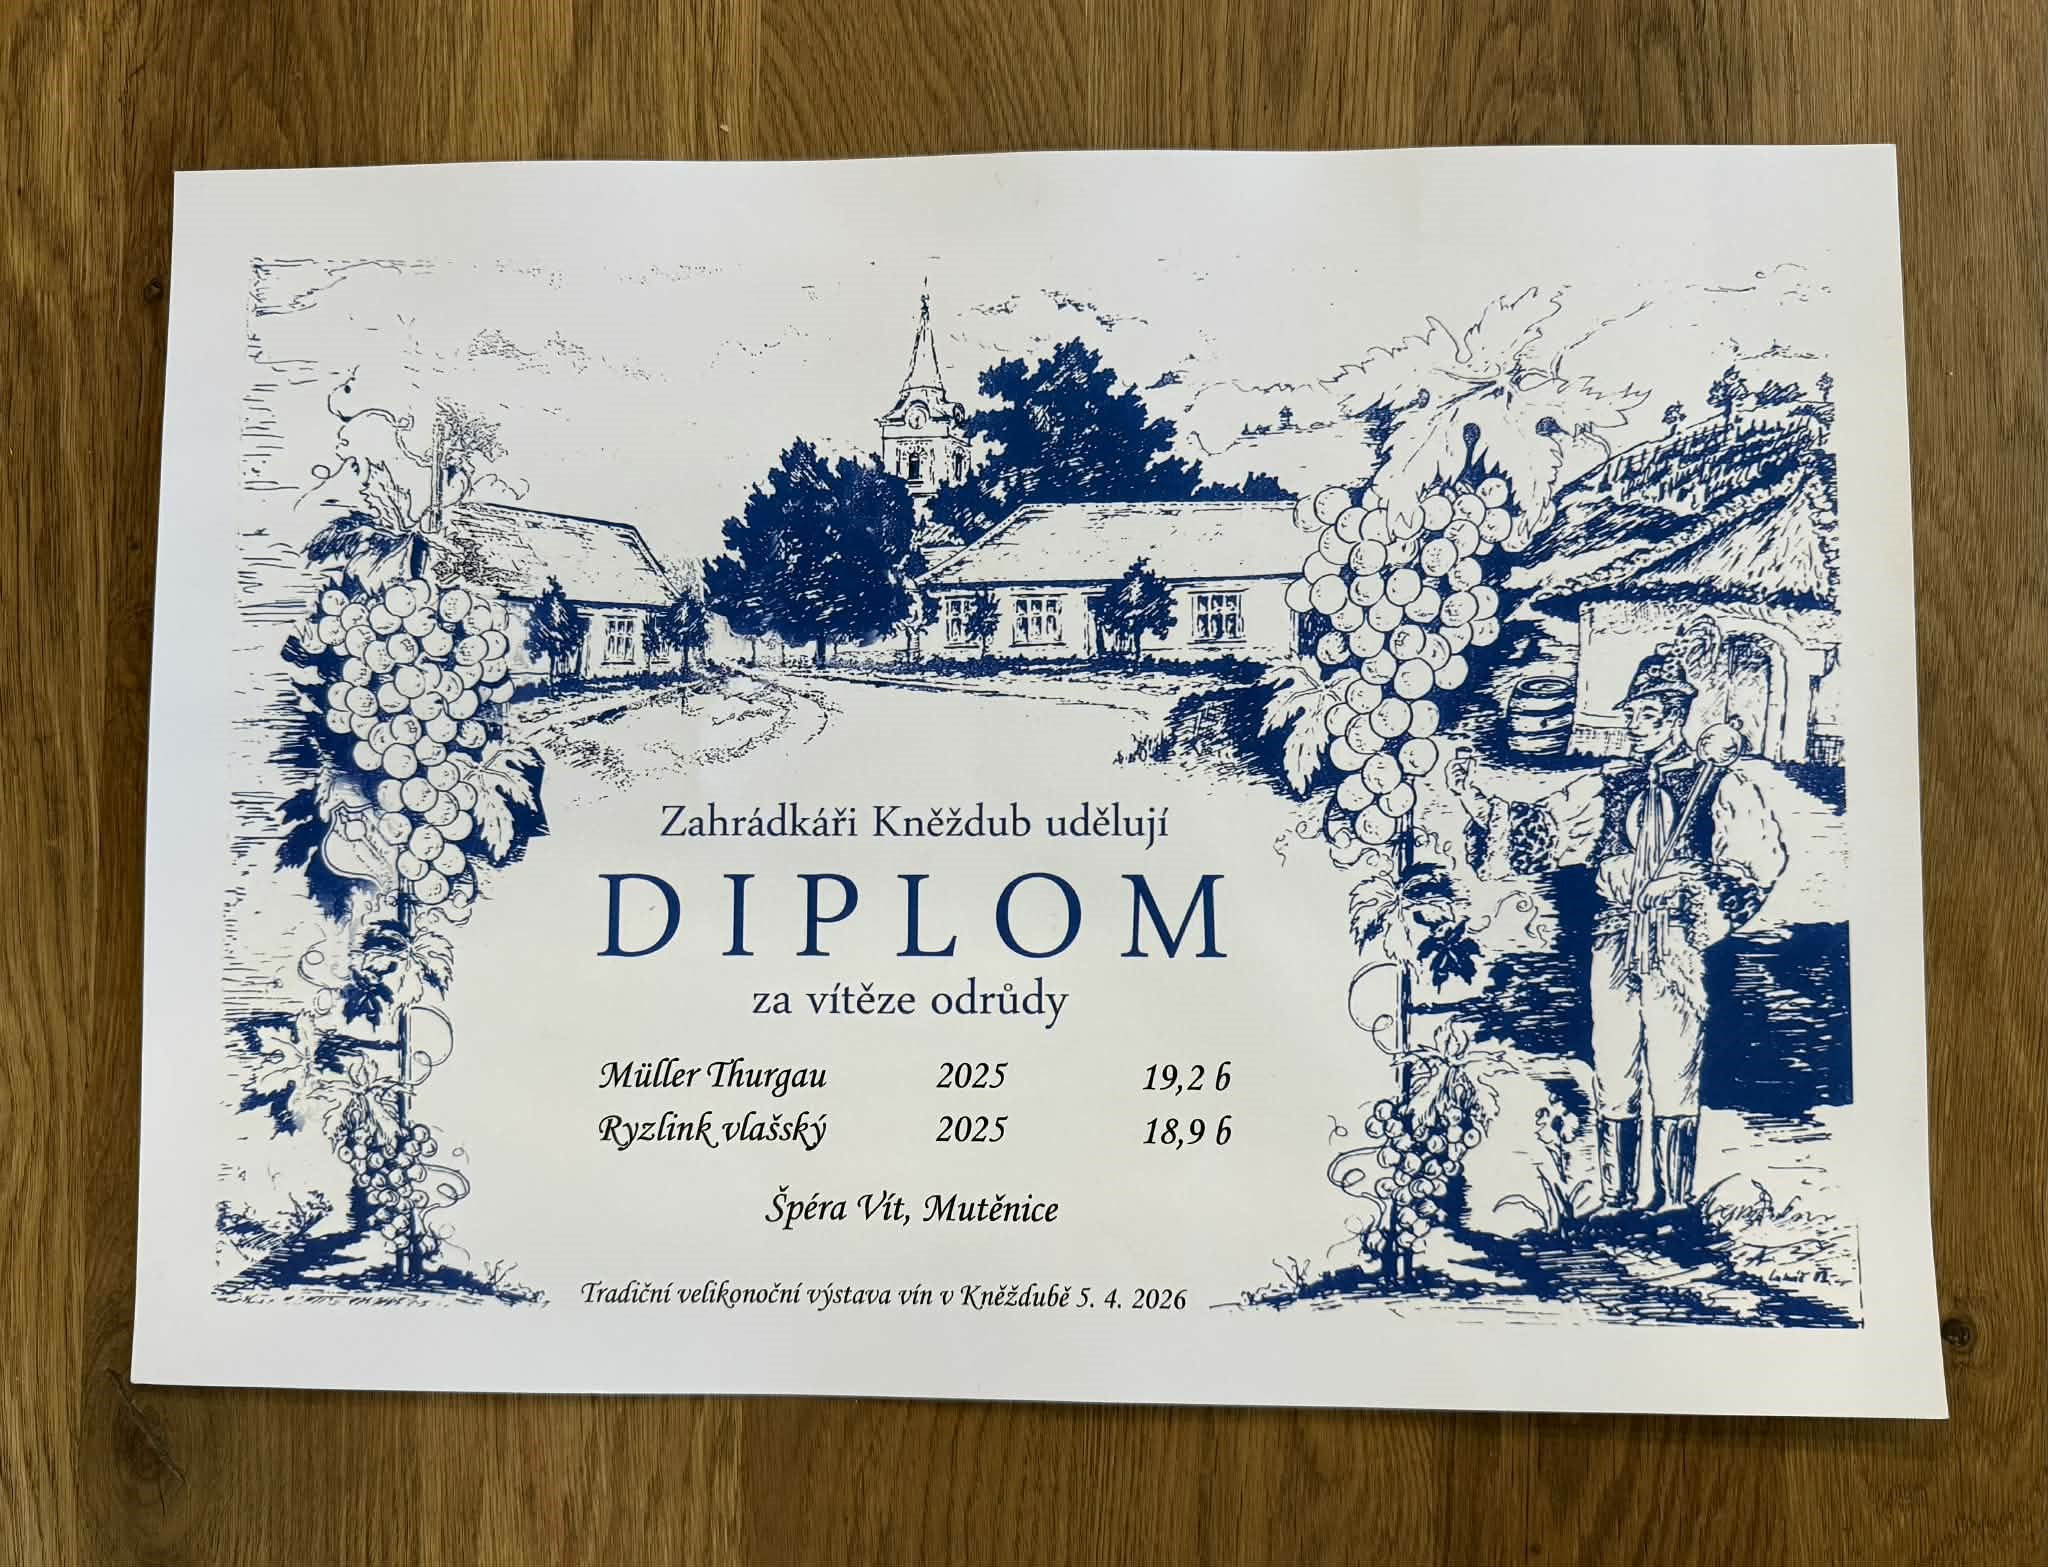 Zahrádkáři Kněždub udělují
DIPLOM
za vítěze odrůdy
Müller Thurgau 2025 19,2 b
Ryzlink vlašský 2025 18,9 b
Špéra Vít, Mutěnice
Tradiční velikonoční výstava vín v Kněždubě 5. 4. 2026